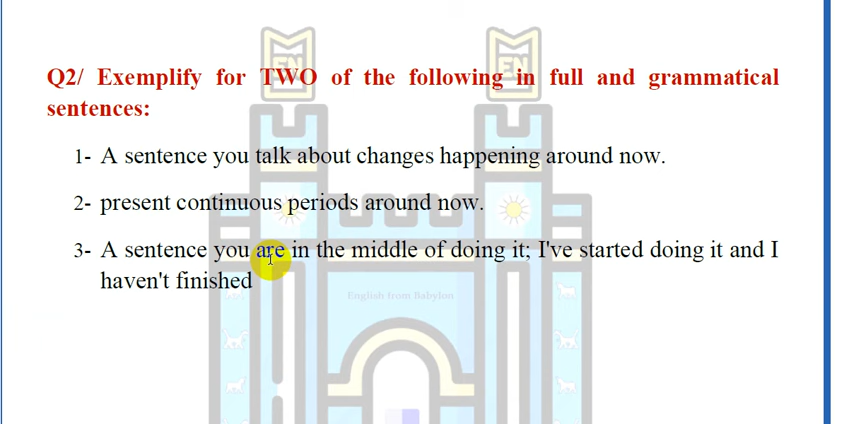 EN EN
Q2/ Exemplify for TWO of the following in full and grammatical
sentences:
1- A sentence you talk about changes happening around now.
2- present continuous periods around now.
3- A sentence you are in the middle of doing it; I've started doing it and I
haven't finished
English from Babylon